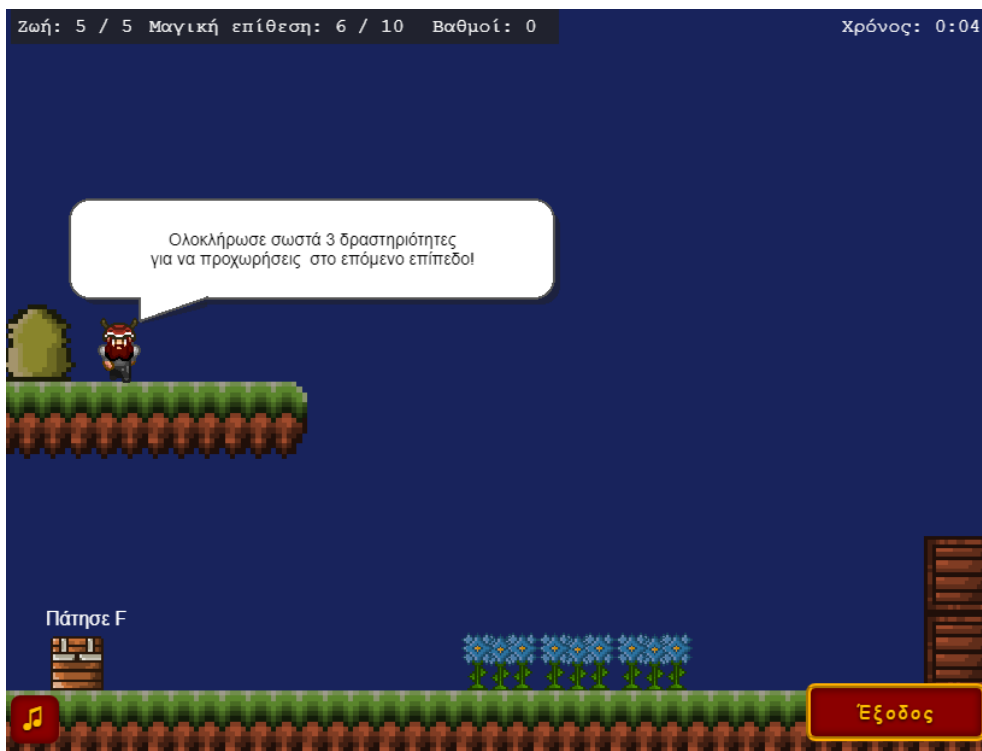 Ζωή: 5 / 5 Μαγική επίθεση: 6 / 10 Βαθμοί: 0 Χρόνος: 0:04
Ολοκλήρωσε σωστά 3 δραστηριότητες
για να προχωρήσεις στο επόμενο επίπεδο!
Πάτησε F
Έξοδος